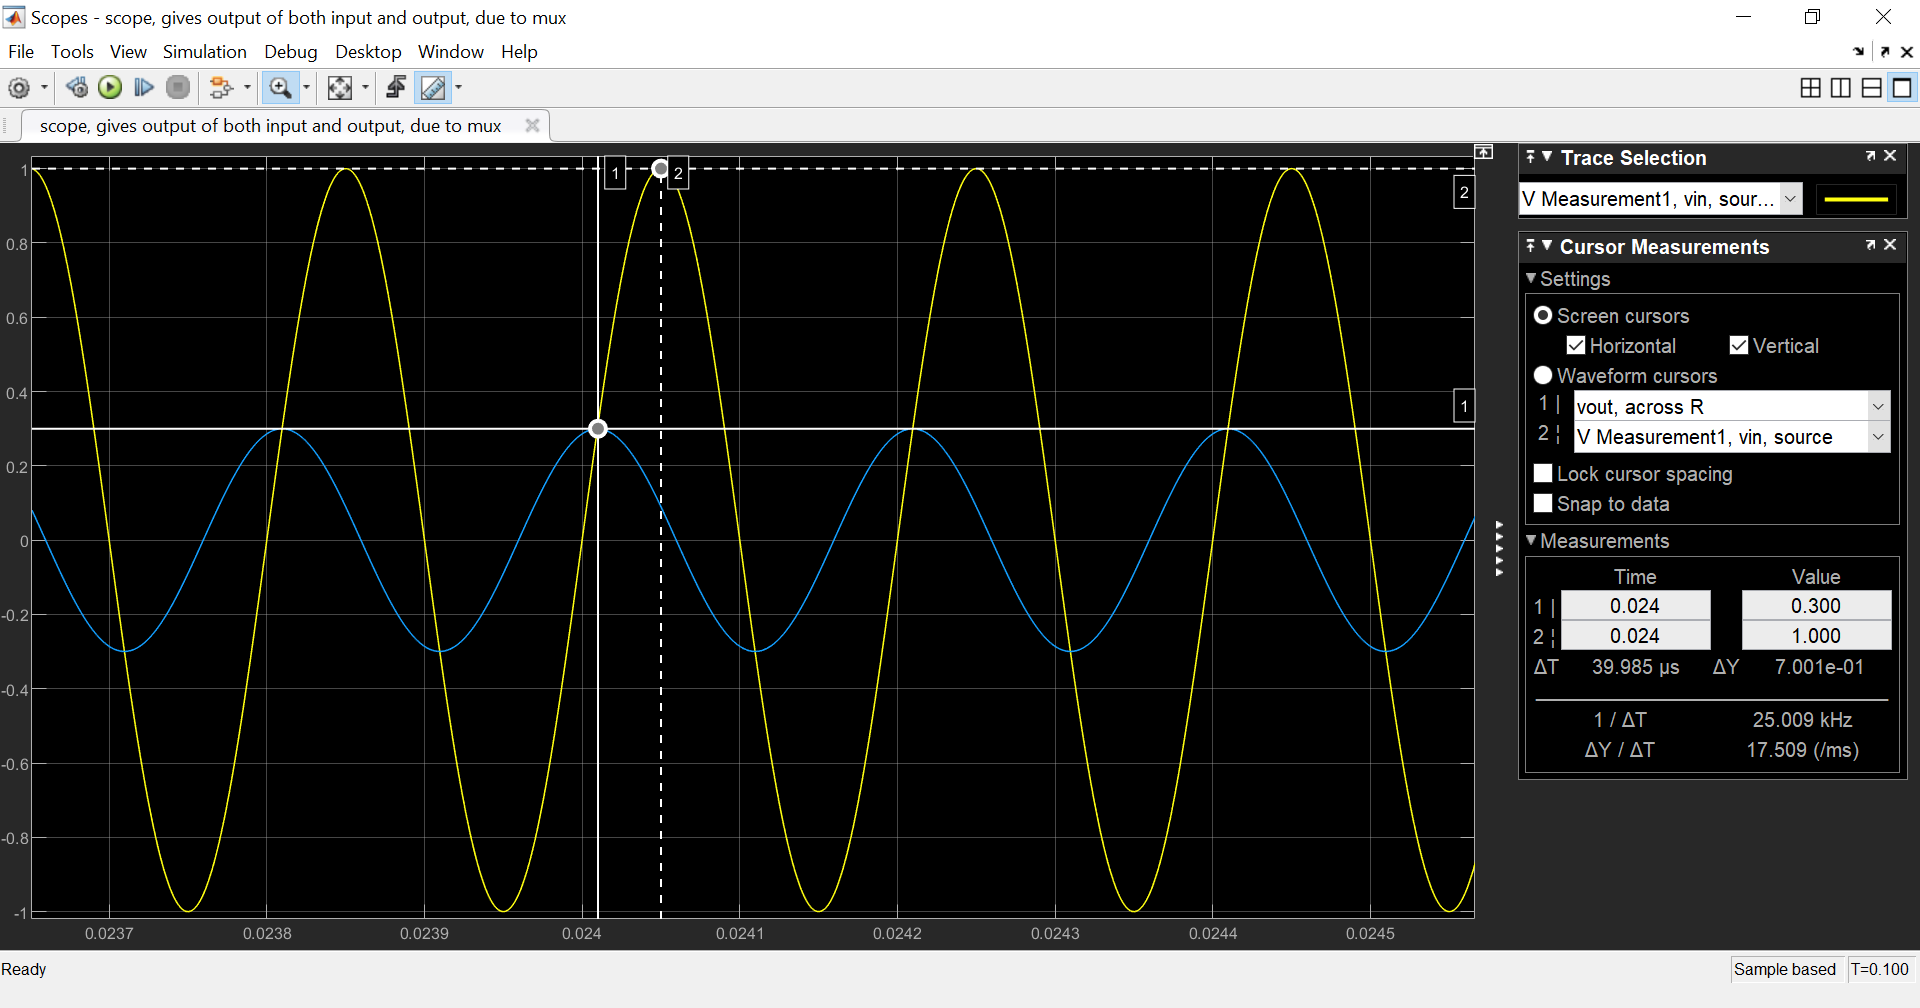 Scopes - scope, gives output of both input and output, due to mux
File Tools View Simulation Debug Desktop Window Help
scope, gives output of both input and output, due to mux
1 2
2
1
1
0.8
0.6
0.4
0.2
0
-0.2
-0.4
-0.6
-0.8
-1
0.0237 0.0238 0.0239 0.024 0.0241 0.0242 0.0243 0.0244 0.0245
Trace Selection
V Measurement1, vin, sour...
Cursor Measurements
Settings
Screen cursors
Horizontal Vertical
Waveform cursors
1 | vout, across R
2 ¦ V Measurement1, vin, source
Lock cursor spacing
Snap to data
Measurements
Time Value
1 | 0.024 0.300
2 ¦ 0.024 1.000
ΔT 39.985 µs ΔY 7.001e-01
1 / ΔT 25.009 kHz
ΔY / ΔT 17.509 (/ms)
Ready
Sample based T=0.100